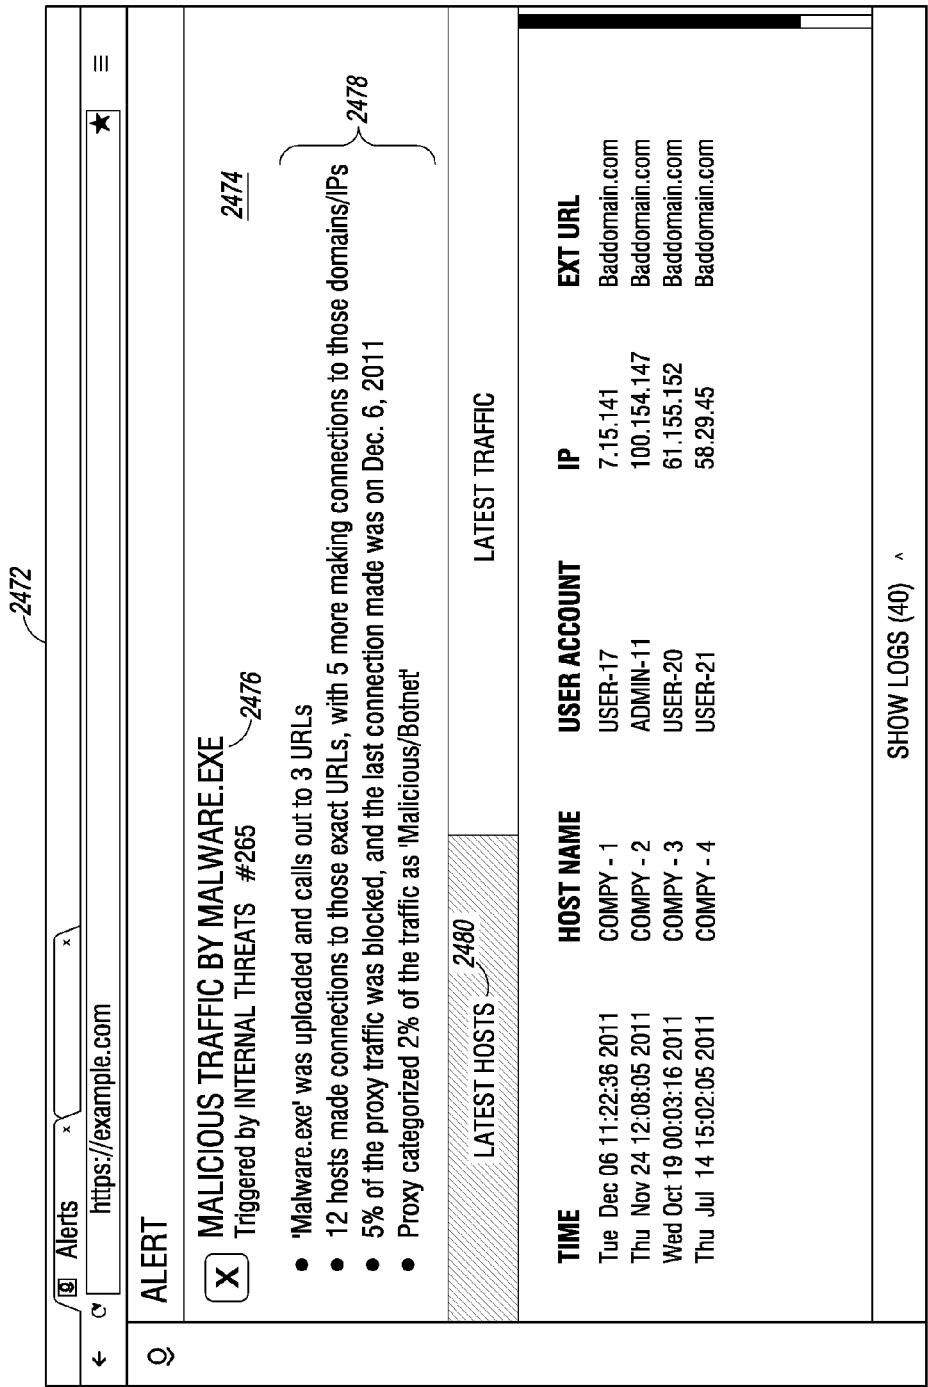 2472
Alerts x x
https://example.com
ALERT
2474
X
MALICIOUS TRAFFIC BY MALWARE.EXE
2476
Triggered by INTERNAL THREATS #265
• 'Malware.exe' was uploaded and calls out to 3 URLs
• 12 hosts made connections to those exact URLs, with 5 more making connections to those domains/IPs
• 5% of the proxy traffic was blocked, and the last connection made was on Dec. 6, 2011
• Proxy categorized 2% of the traffic as 'Malicious/Botnet'
2478
LATEST HOSTS 2480 LATEST TRAFFIC
TIME HOST NAME USER ACCOUNT IP EXT URL
Tue Dec 06 11:22:36 2011 COMPY - 1 USER-17 7.15.141 Baddomain.com
Thu Nov 24 12:08:05 2011 COMPY - 2 ADMIN-11 100.154.147 Baddomain.com
Wed Oct 19 00:03:16 2011 COMPY - 3 USER-20 61.155.152 Baddomain.com
Thu Jul 14 15:02:05 2011 COMPY - 4 USER-21 58.29.45 Baddomain.com
SHOW LOGS (40) ^